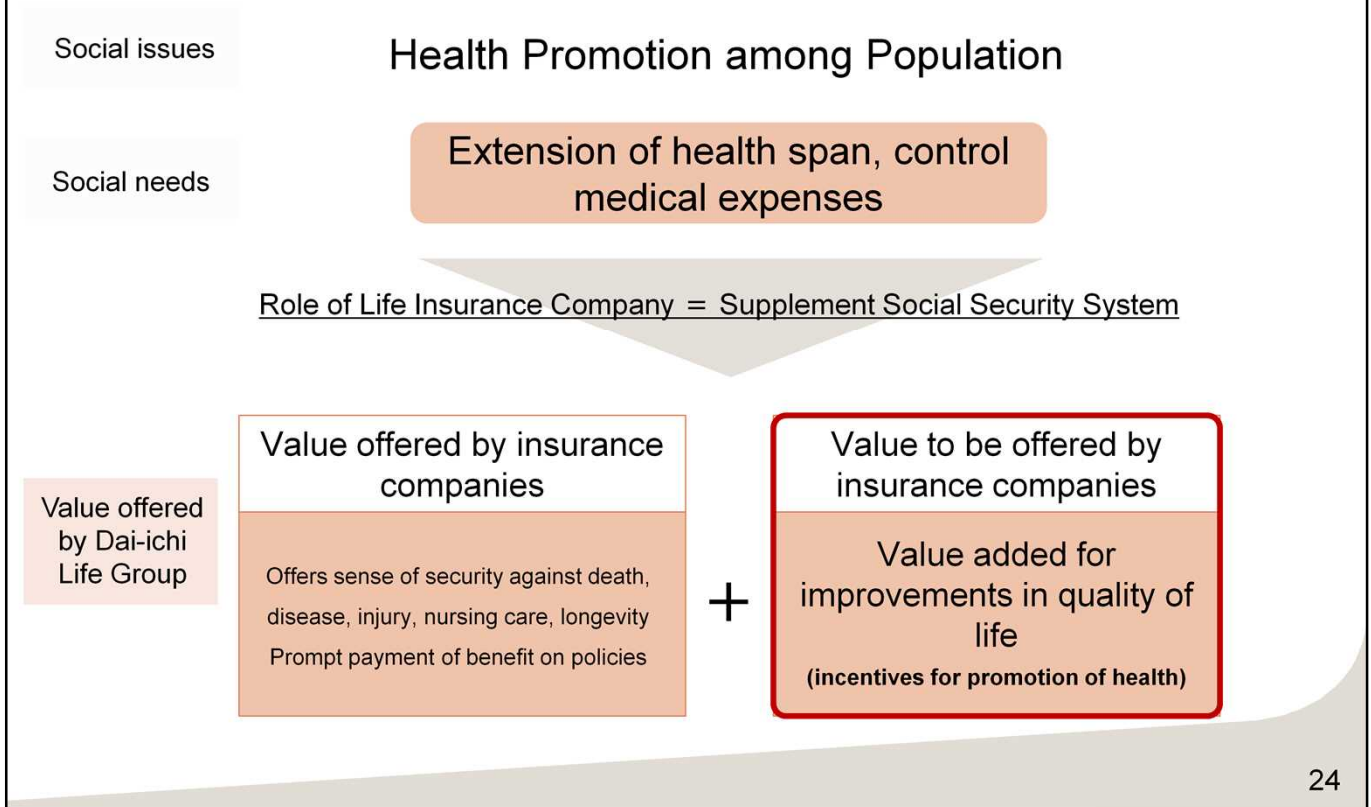 Social issues
Health Promotion among Population
Social needs
Extension of health span, control
medical expenses
Role of Life Insurance Company = Supplement Social Security System
Value offered
by Dai-ichi
Life Group
Value offered by insurance
companies
Offers sense of security against death,
disease, injury, nursing care, longevity
Prompt payment of benefit on policies
+
Value to be offered by
insurance companies
Value added for
improvements in quality of
life
(incentives for promotion of health)
24